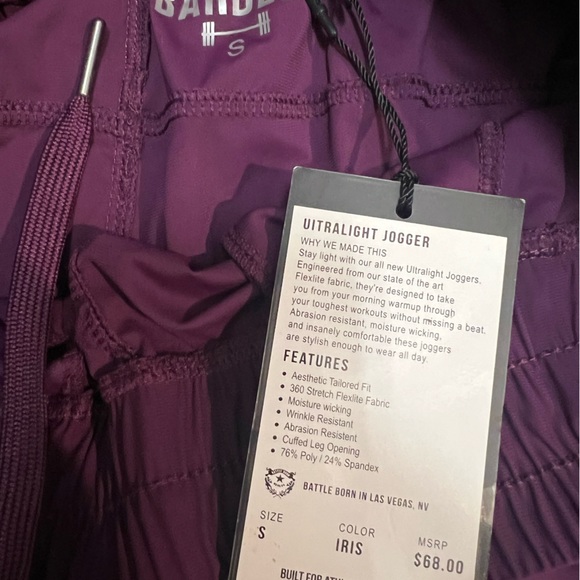 S
UITRALIGHT JOGGER
WHY WE MADE THIS
Stay light with our all new Ultralight Joggers.
Engineered from our state of the art
Flexlite fabric, they're designed to take
you from your morning warmup through
your toughest workouts without missing a beat.
Abrasion resistant, moisture wicking,
and insanely comfortable these joggers
are stylish enough to wear all day.
FEATURES
• Aesthetic Tailored Fit
• 360 Stretch Flexlite Fabric
• Moisture wicking
• Wrinkle Resistant
• Abrasion Resistent
• Cuffed Leg Opening
• 76% Poly / 24% Spandex
BATTLE BORN IN LAS VEGAS, NV
SIZE COLOR MSRP
S IRIS $68.00
BUILT FOR